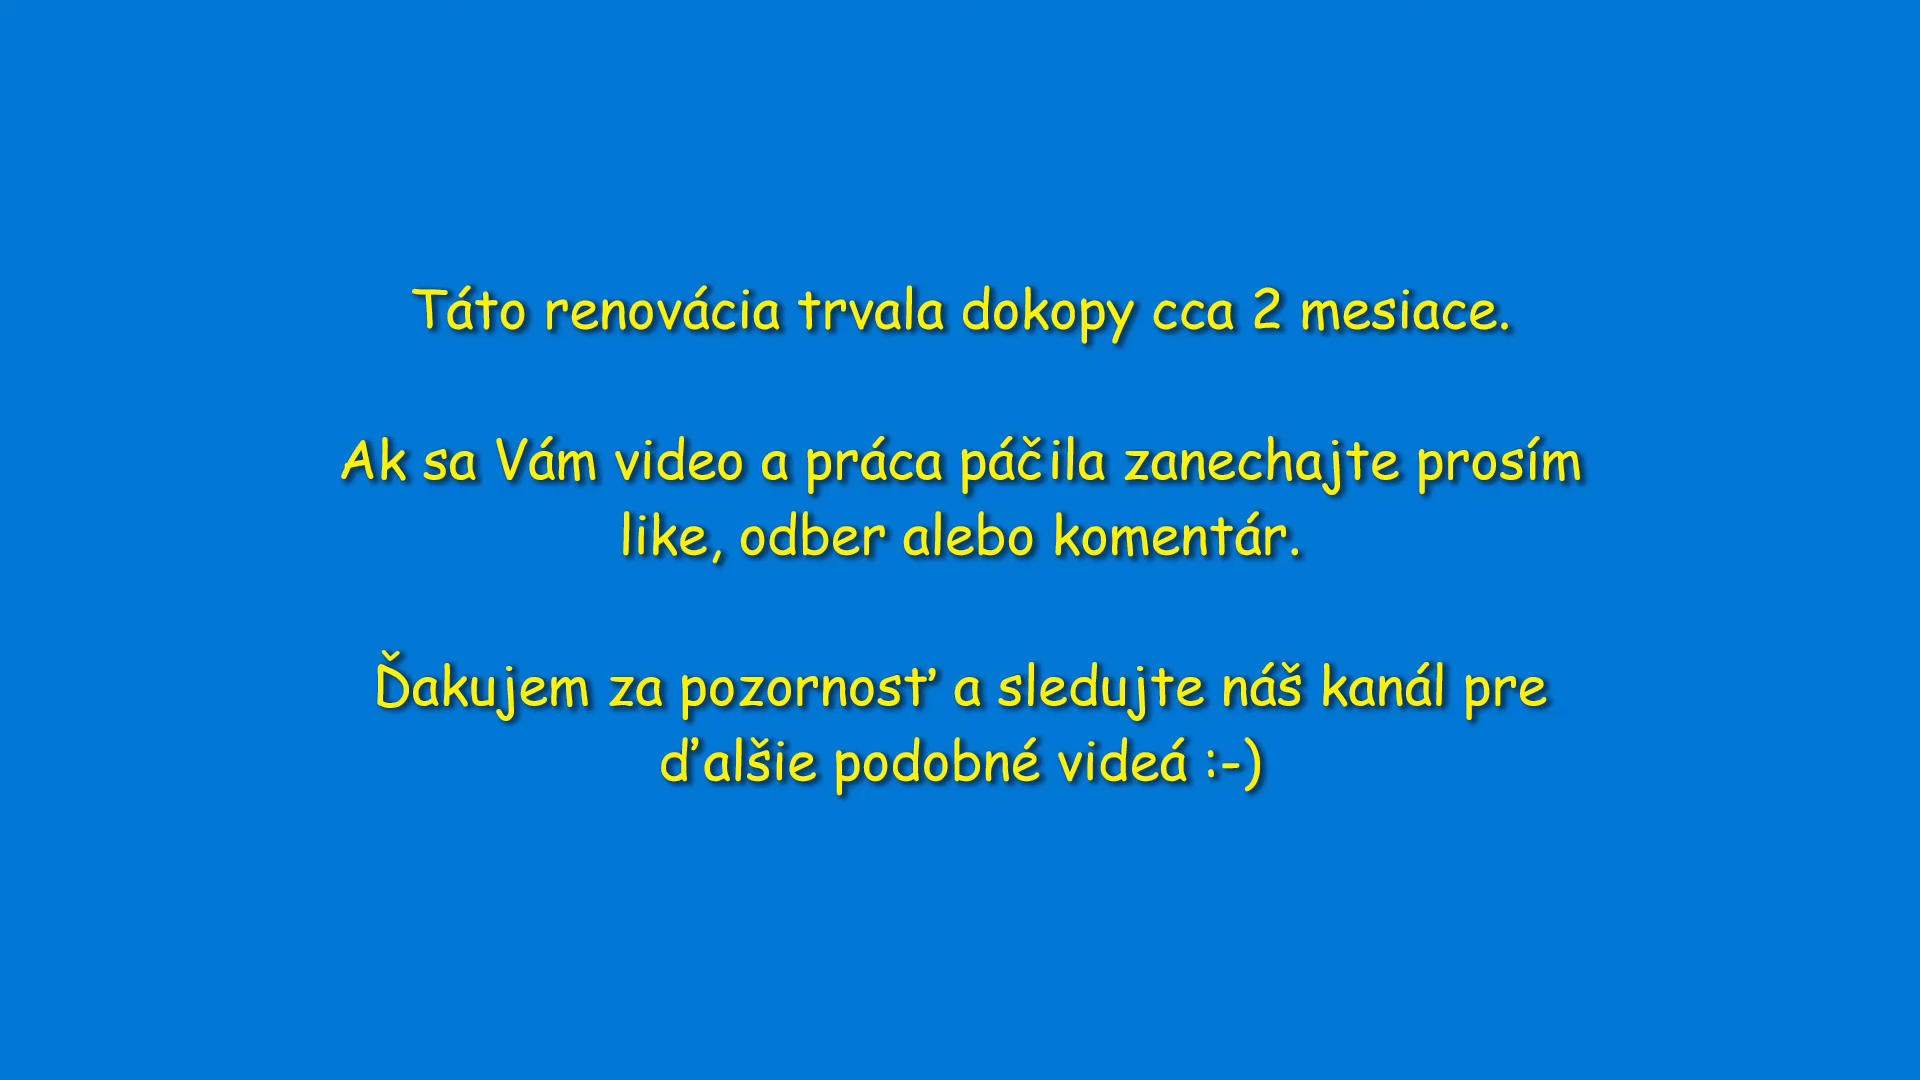 Táto renovácia trvala dokopy cca 2 mesiace.
Ak sa Vám video a práca páčila zanechajte prosím
like, odber alebo komentár.
Ďakujem za pozornosť a sledujte náš kanál pre
ďalšie podobné videá :-)